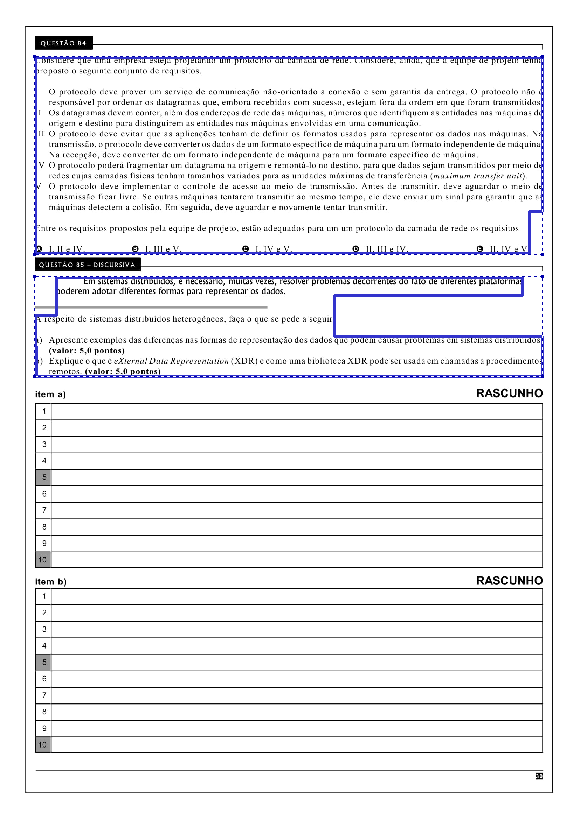 QUESTÃO 84
Considere que uma empresa esteja projetando um protocolo da camada de rede. Considere, ainda, que a equipe de projeto tenha
proposto o seguinte conjunto de requisitos.
I O protocolo deve prover um serviço de comunicação não-orientado a conexão e sem garantia da entrega. O protocolo não é
responsável por ordenar os datagramas que, embora recebidos com sucesso, estejam fora da ordem em que foram transmitidos.
II Os datagramas devem conter, além dos endereços de rede das máquinas, números que identifiquem as entidades nas máquinas de
origem e destino para distinguirem as entidades nas máquinas envolvidas em uma comunicação.
III O protocolo deve evitar que as aplicações tenham de definir os formatos usados para representar os dados nas máquinas. Na
transmissão, o protocolo deve converter os dados de um formato específico de máquina para um formato independente de máquina.
Na recepção, deve converter de um formato independente de máquina para um formato específico de máquina.
IV O protocolo poderá fragmentar um datagrama na origem e remontá-lo no destino, para que dados sejam transmitidos por meio de
redes cujas camadas físicas tenham tamanhos variados para as unidades máximas de transferência (maximum transfer unit).
V O protocolo deve implementar o controle de acesso ao meio de transmissão. Antes de transmitir, deve aguardar o meio de
transmissão ficar livre. Se outras máquinas tentarem transmitir ao mesmo tempo, ele deve enviar um sinal para garantir que as
máquinas detectem a colisão. Em seguida, deve aguardar e novamente tentar transmitir.
Entre os requisitos propostos pela equipe de projeto, estão adequados para um um protocolo da camada de rede os requisitos
A I, II e IV. B I, III e V. C I, IV e V. D II, III e IV. E II, IV e V.
QUESTÃO 85 – DISCURSIVA
Em sistemas distribuídos, é necessário, muitas vezes, resolver problemas decorrentes do fato de diferentes plataformas
poderem adotar diferentes formas para representar os dados.
A respeito de sistemas distribuídos heterogêneos, faça o que se pede a seguir.
a) Apresente exemplos das diferenças nas formas de representação dos dados que podem causar problemas em sistemas distribuídos.
(valor: 5,0 pontos)
b) Explique o que é eXternal Data Representation (XDR) e como uma biblioteca XDR pode ser usada em chamadas a procedimentos
remotos. (valor: 5,0 pontos)
item a) RASCUNHO
1
2
3
4
5
6
7
8
9
10
item b) RASCUNHO
1
2
3
4
5
6
7
8
9
10